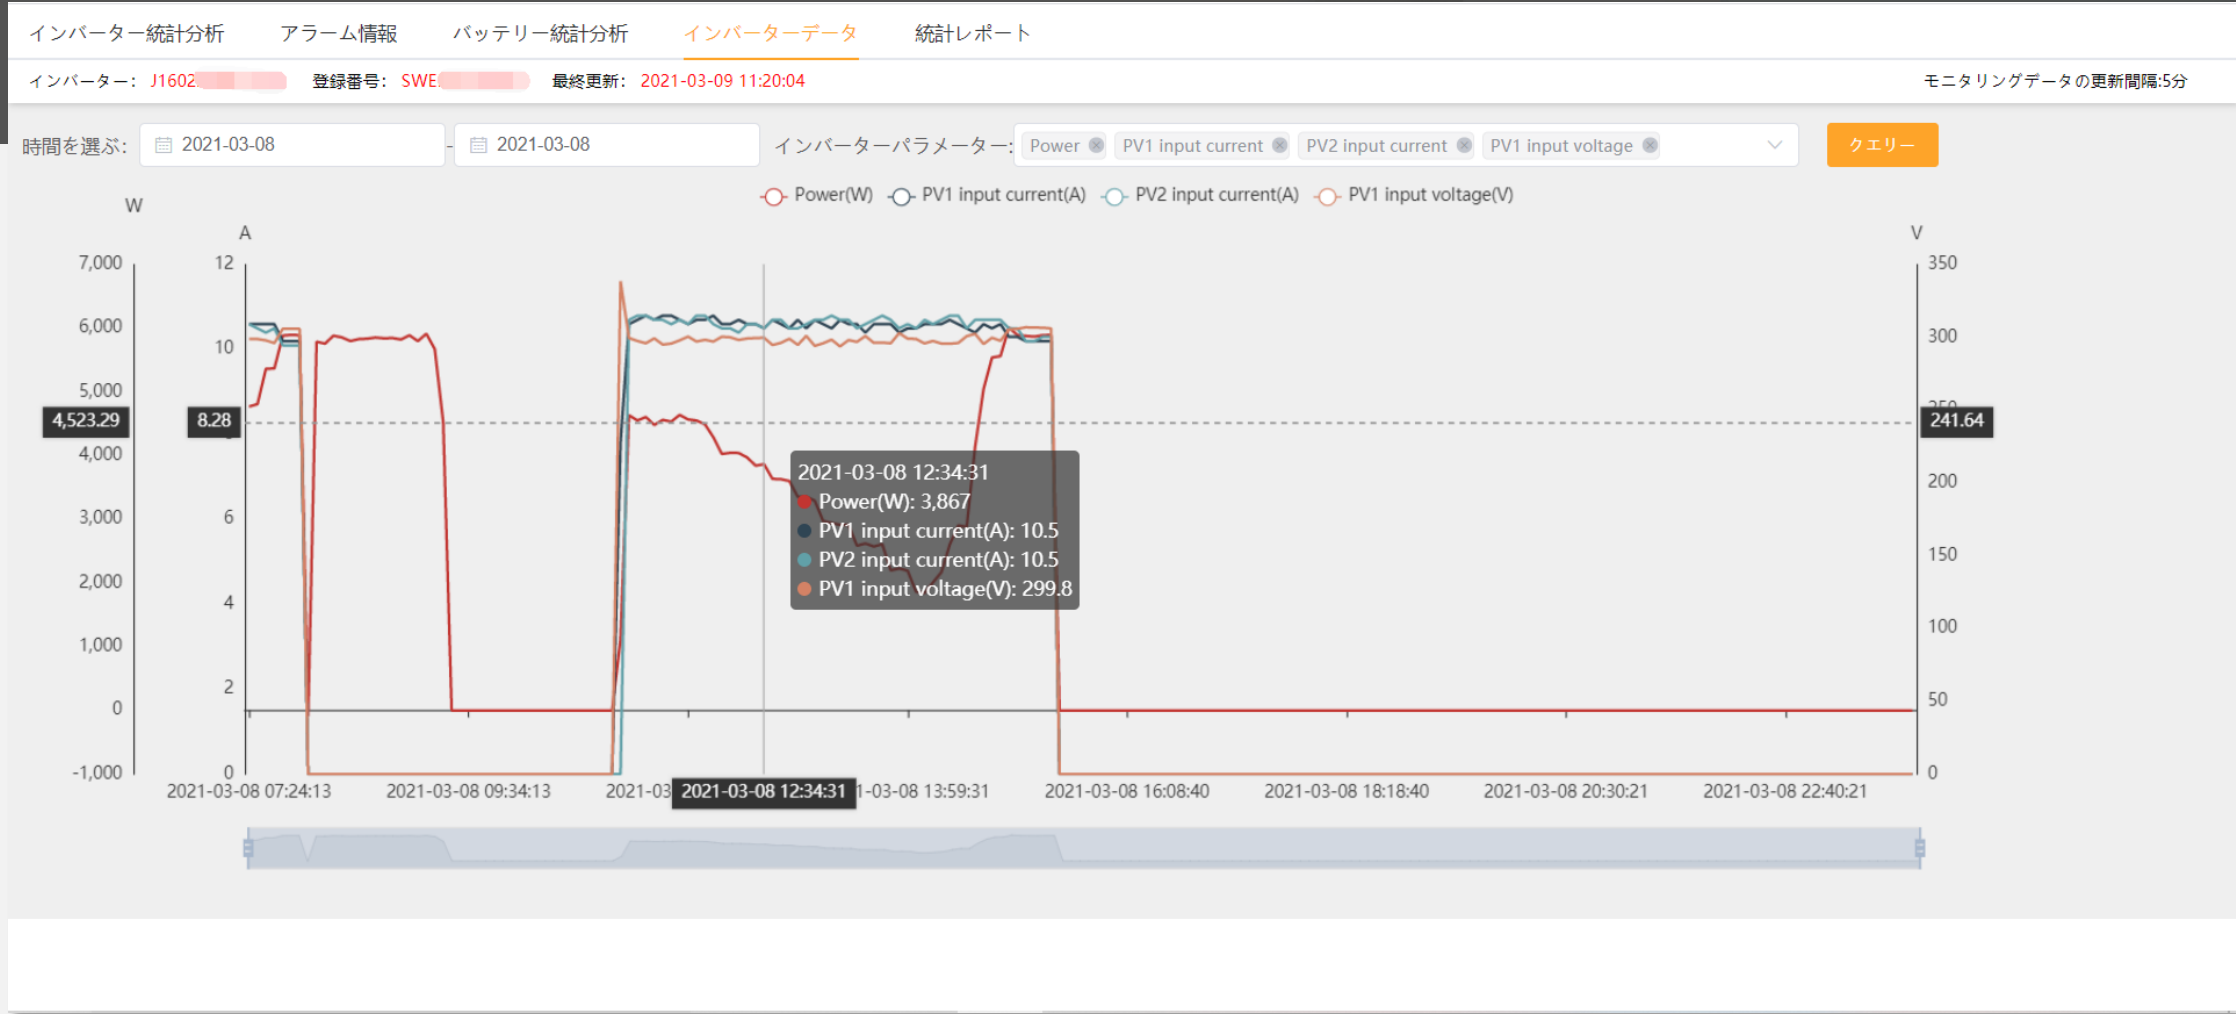 インバーター統計分析 アラーム情報 バッテリー統計分析 インバーターデータ 統計レポート
インバーター: J1602 登録番号: SWE 最終更新: 2021-03-09 11:20:04 モニタリングデータの更新間隔:5分
時間を選ぶ: 2021-03-08 - 2021-03-08 インバーターパラメーター: Power PV1 input current PV2 input current PV1 input voltage クエリー
Power(W) PV1 input current(A) PV2 input current(A) PV1 input voltage(V)
W
A V
7,000 12 350
6,000
10 300
5,000
4,523.29 8.28 241.64
4,000
200
3,000 6
150
2,000
4
100
1,000
2
50
0
-1,000 0 0
2021-03-08 12:34:31
Power(W): 3,867
PV1 input current(A): 10.5
PV2 input current(A): 10.5
PV1 input voltage(V): 299.8
2021-03-08 07:24:13 2021-03-08 09:34:13 2021-03 2021-03-08 12:34:31 1-03-08 13:59:31 2021-03-08 16:08:40 2021-03-08 18:18:40 2021-03-08 20:30:21 2021-03-08 22:40:21